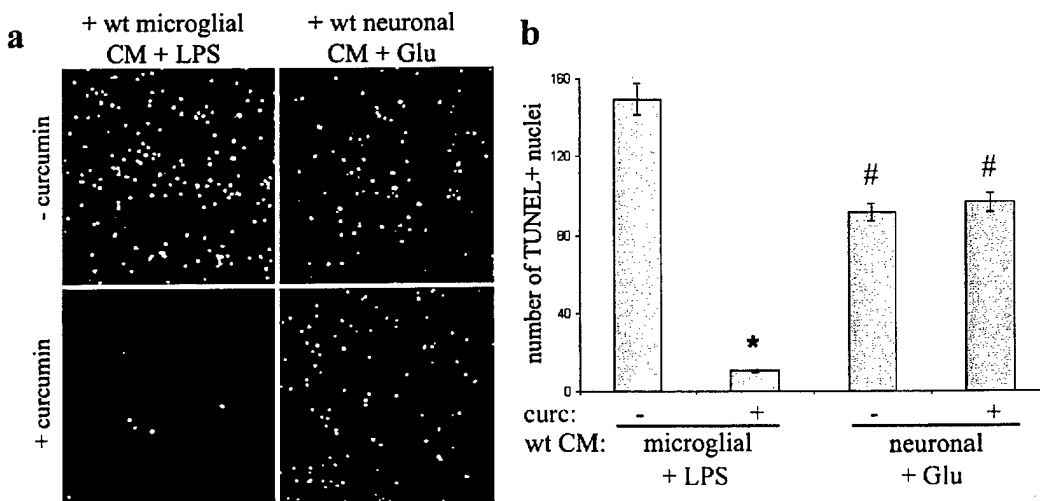 a
+ wt microglial
CM + LPS
+ wt neuronal
CM + Glu
- curcumin
+ curcumin
b
number of TUNEL+ nuclei
160
120
80
40
0
*
#
#
curc: - + - +
wt CM: microglial neuronal
+ LPS + Glu